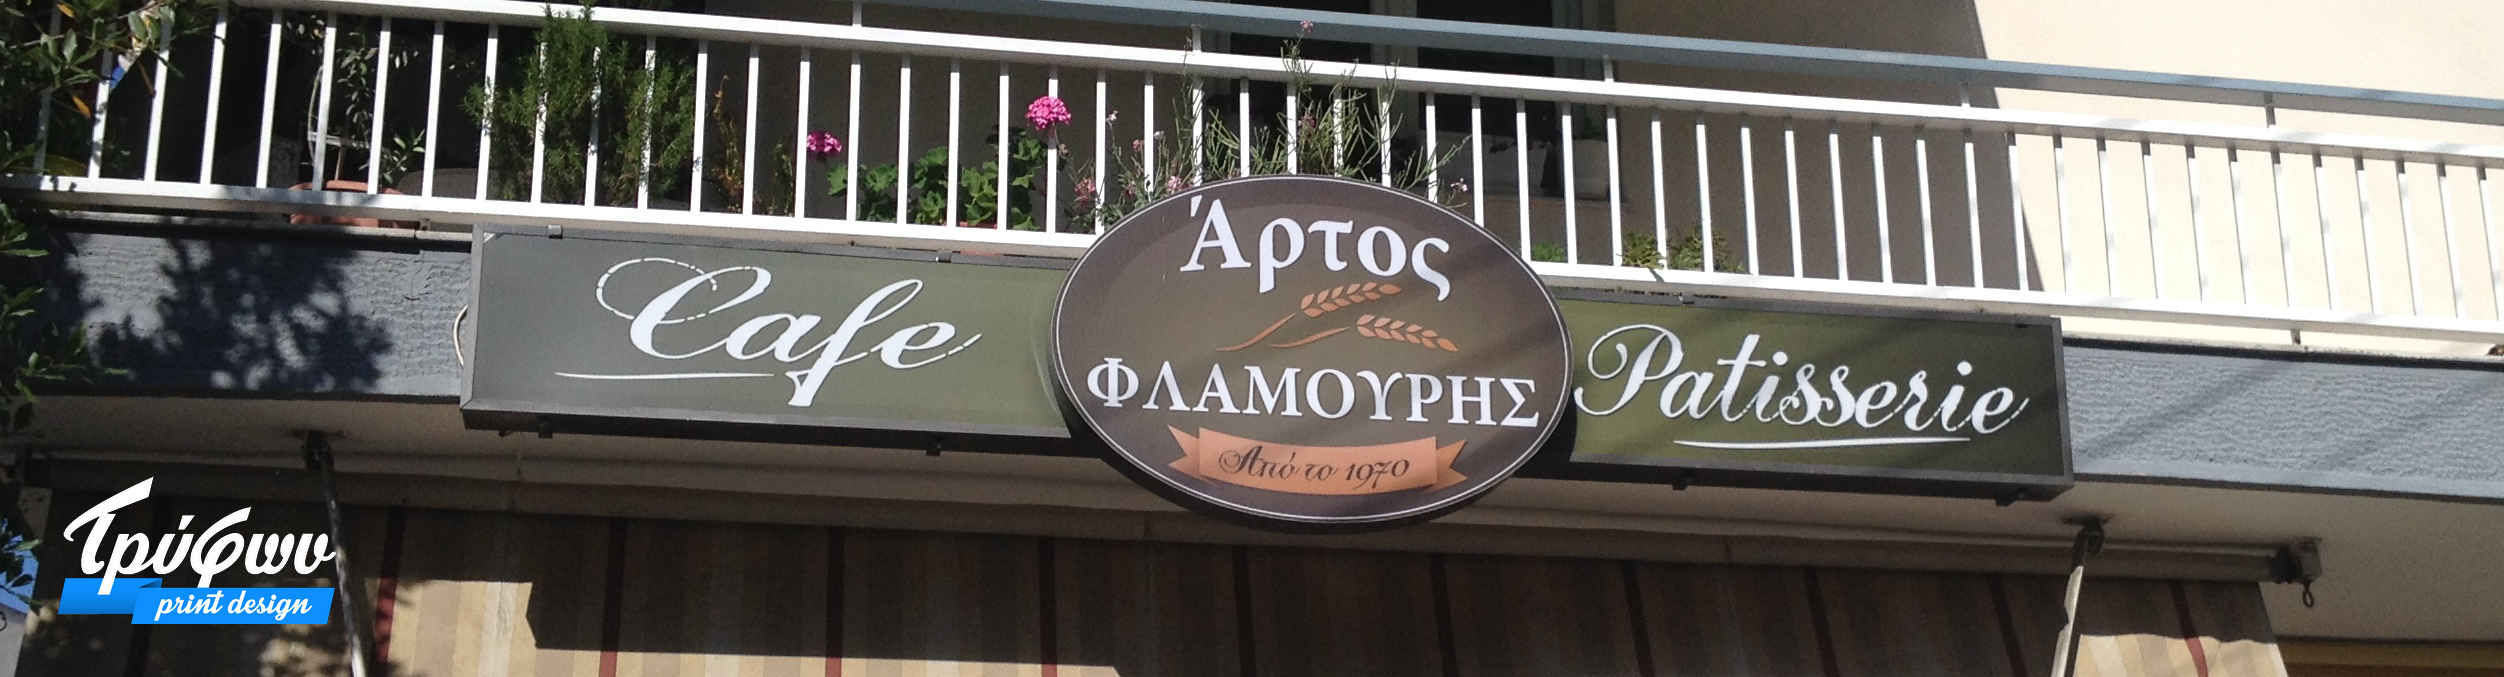 Cafe
Άρτος
ΦΛΑΜΟΥΡΗΣ
Από το 1970
Patisserie
Τρύφων
print design